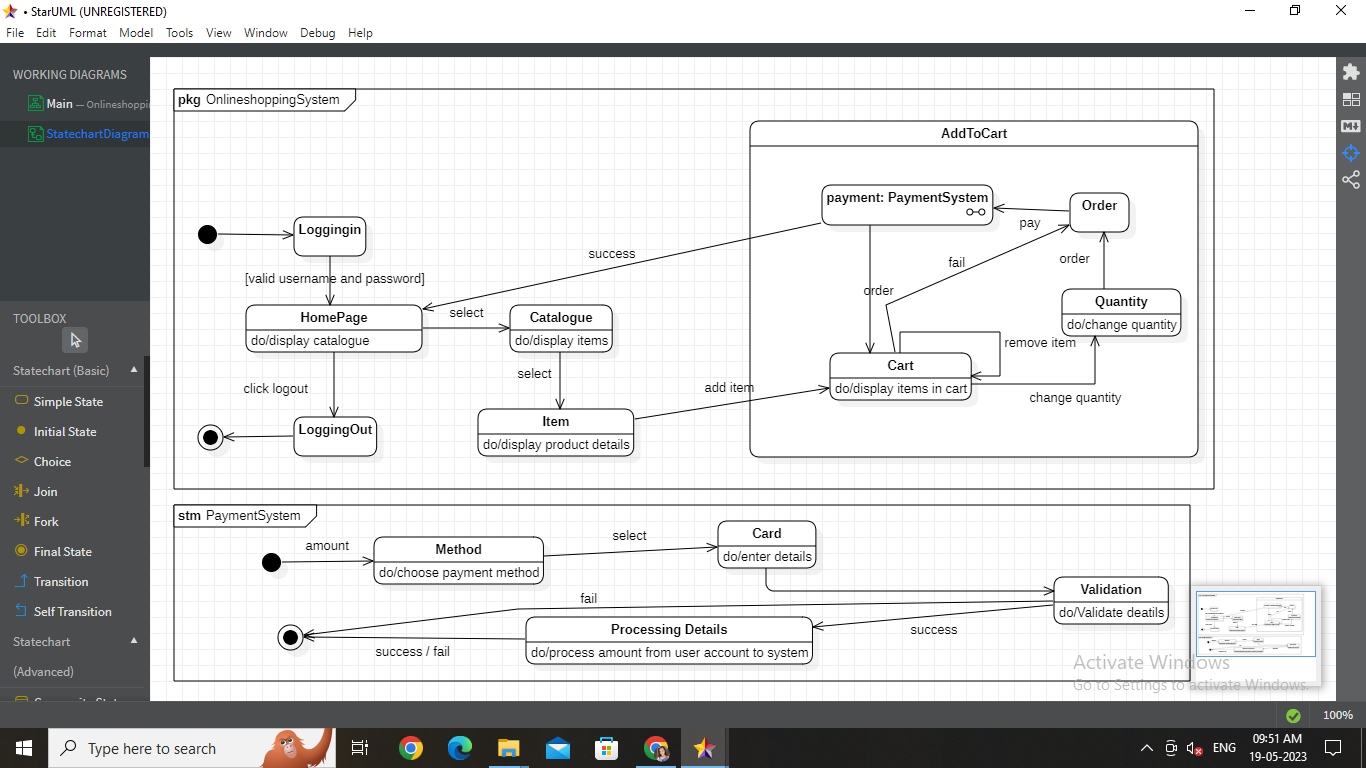 • StarUML (UNREGISTERED)
File Edit Format Model Tools View Window Debug Help
WORKING DIAGRAMS
Main — Onlineshoppi
StatechartDiagram
TOOLBOX
Statechart (Basic)
Simple State
Initial State
Choice
Join
Fork
Final State
Transition
Self Transition
Statechart
(Advanced)
pkg OnlineshoppingSystem
AddToCart
payment: PaymentSystem
Order
pay
Loggingin
success
fail
order
[valid username and password]
order
HomePage
do/display catalogue
select
Catalogue
do/display items
Quantity
do/change quantity
remove item
Cart
do/display items in cart
click logout
select
add item
change quantity
LoggingOut
Item
do/display product details
stm PaymentSystem
amount
Method
do/choose payment method
select
Card
do/enter details
Validation
do/Validate deatils
fail
Processing Details
do/process amount from user account to system
success
success / fail
Activate Windows
Go to Settings to activate Windows.
M
100%
Type here to search
ENG
09:51 AM
19-05-2023